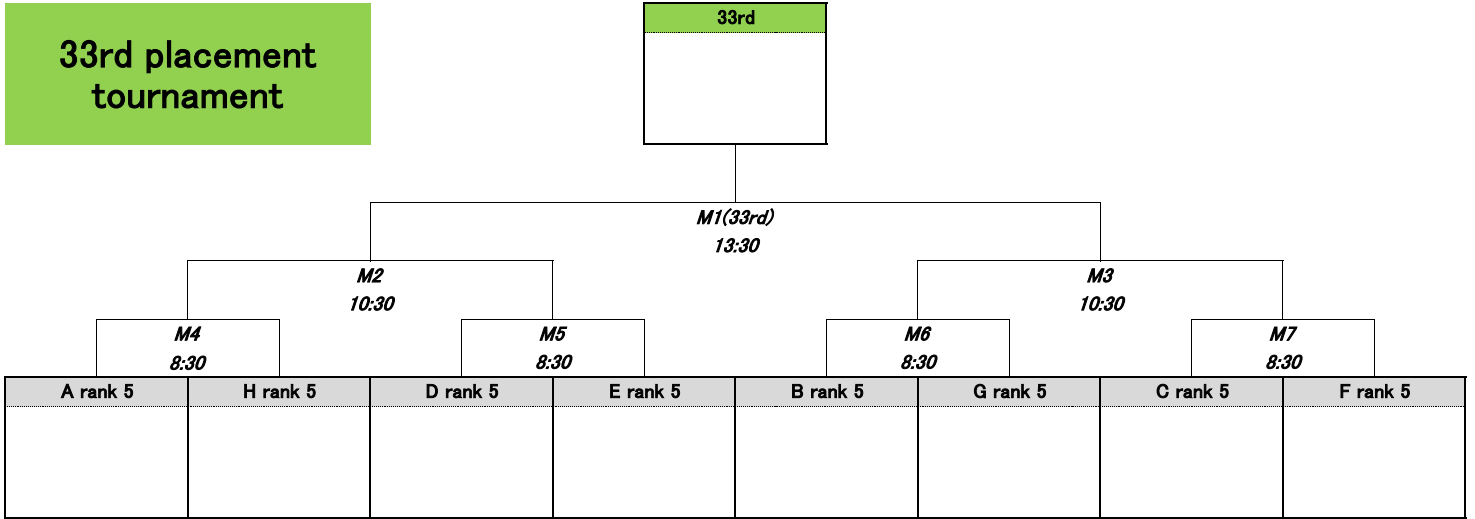 33rd placement
tournament
33rd
M1(33rd)
13:30
M2
10:30
M3
10:30
M4
8:30
M5
8:30
M6
8:30
M7
8:30
A rank 5
H rank 5
D rank 5
E rank 5
B rank 5
G rank 5
C rank 5
F rank 5